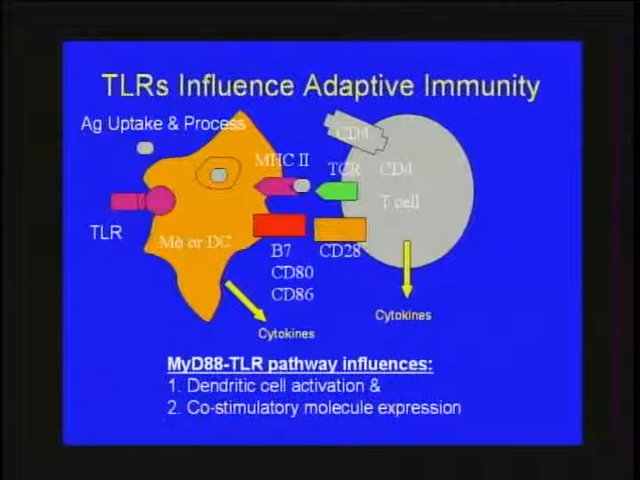 TLRs Influence Adaptive Immunity
Ag Uptake & Process
CD4
MHC II
TCR
CD4
T cell
TLR
Mo or DC
B7
CD28
CD80
CD86
Cytokines
Cytokines
MyD88-TLR pathway influences:
1. Dendritic cell activation &
2. Co-stimulatory molecule expression